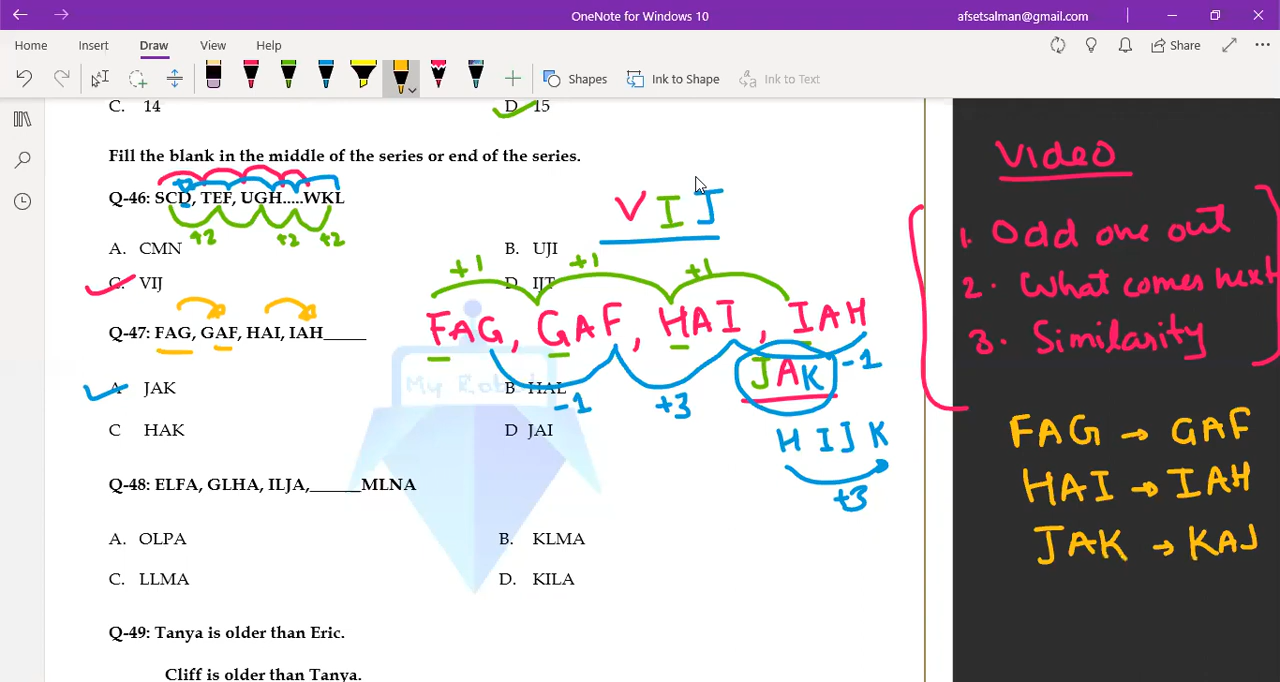 OneNote for Windows 10
afsetsalman@gmail.com
Home Insert Draw View Help
Share
Shapes Ink to Shape Ink to Text
C. 14 D 15
Fill the blank in the middle of the series or end of the series.
Q-46: SCD, TEF, UGH....WKL
+2 +2 +2
V I J
A. CMN B. UJI
C. VIJ D. IJT
+1 +1 +1
Q-47: FAG, GAF, HAI, IAH_____
FAG, GAF, HAI, IAH
-1 +3 -1
JAK
A JAK B HAL
C HAK D JAI
H I J K
+3
Q-48: ELFA, GLHA, ILJA,_____MLNA
A. OLPA B. KLMA
C. LLMA D. KILA
Q-49: Tanya is older than Eric.
Cliff is older than Tanya.
Video
1. Odd one out
2. What comes next
3. Similarity
FAG → GAF
HAI → IAH
JAK → KAJ